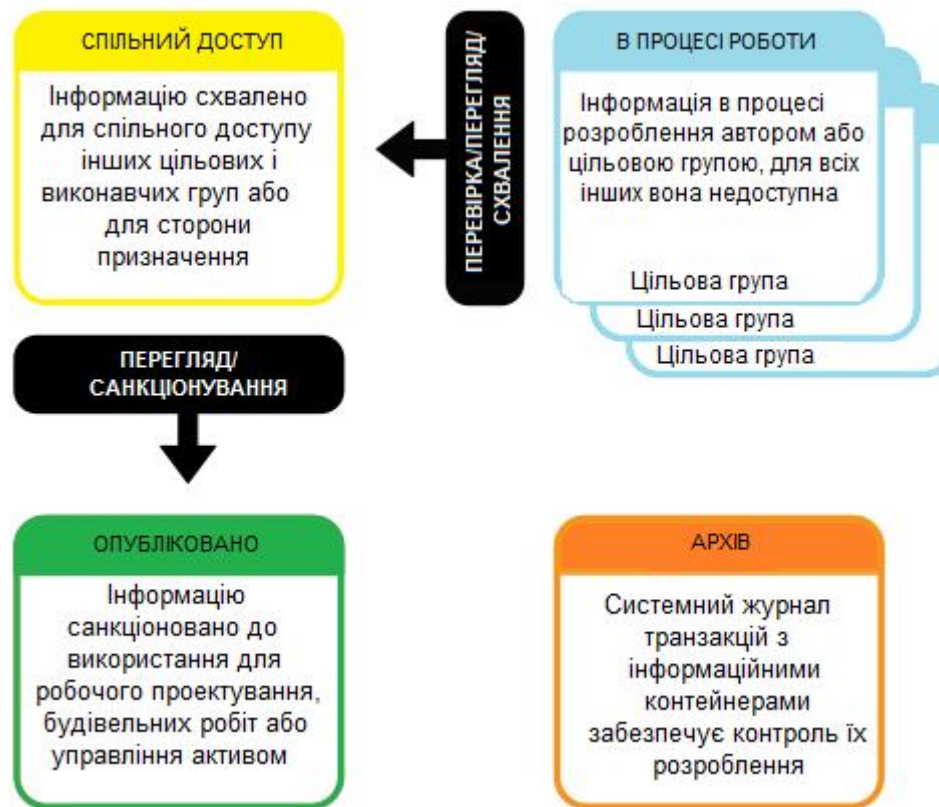 СПІЛЬНИЙ ДОСТУП
Інформацію схвалено
для спільного доступу
інших цільових і
виконавчих груп або
для сторони
призначення
ПЕРЕВІРКА/ПЕРЕГЛЯД/
СХВАЛЕННЯ
В ПРОЦЕСІ РОБОТИ
Інформація в процесі
розроблення автором або
цільовою групою, для всіх
інших вона недоступна
Цільова група
Цільова група
Цільова група
ПЕРЕГЛЯД/
САНКЦІОНУВАННЯ
ОПУБЛІКОВАНО
Інформацію
санкціоновано до
використання для
робочого проектування,
будівельних робіт або
управління активом
АРХІВ
Системний журнал
транзакцій з
інформаційними
контейнерами
забезпечує контроль їх
розроблення